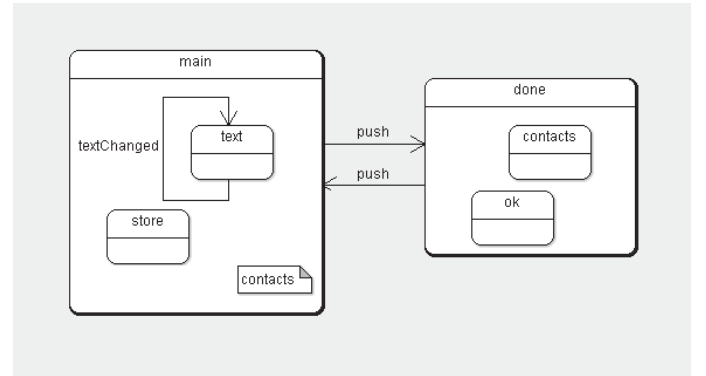 main
textChanged
text
store
contacts
push
push
done
contacts
ok